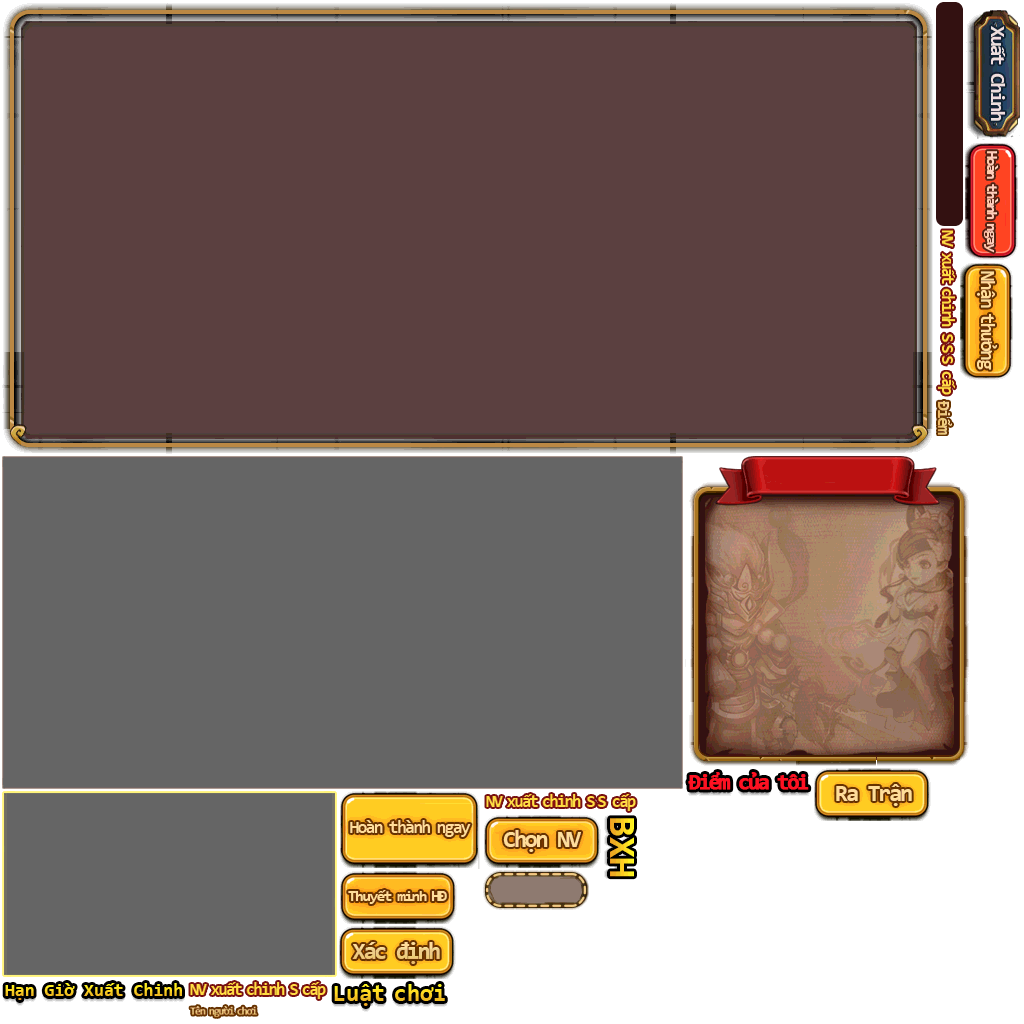 Xuất Chinh
Hoàn thành ngay
NV xuất chinh SSS cấp
Nhận thưởng
Điểm
Điểm của tôi
Ra Trận
Hoàn thành ngay
NV xuất chinh SS cấp
Chọn NV
BXH
Thuyết minh HĐ
Xác định
Hạn Giờ Xuất Chinh
NV xuất chinh S cấp
Luật chơi
Tên người chơi